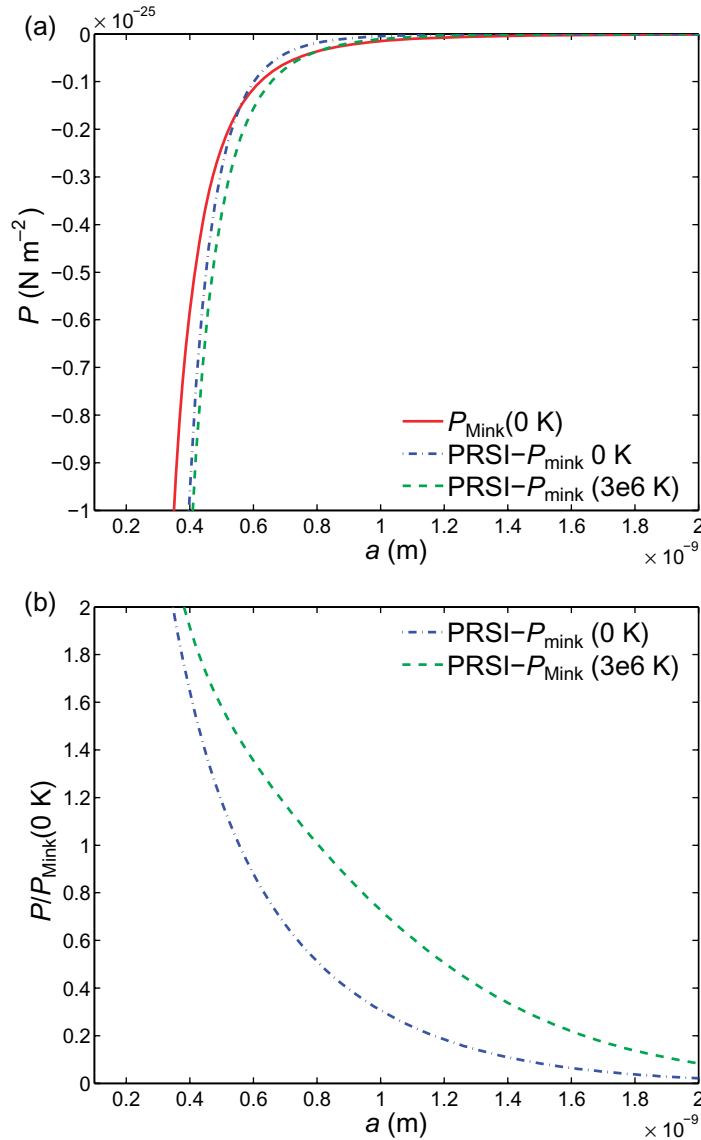 (a)
× 10⁻²⁵
0
−0.1
−0.2
−0.3
−0.4
−0.5
−0.6
−0.7
−0.8
−0.9
−1
P (N m⁻²)
P_Mink(0 K)
PRSI−P_mink 0 K
PRSI−P_mink (3e6 K)
0.2 0.4 0.6 0.8 1 1.2 1.4 1.6 1.8 2
a (m)
× 10⁻⁹
(b)
2
1.8
1.6
1.4
1.2
1
0.8
0.6
0.4
0.2
0
P/P_Mink(0 K)
PRSI−P_mink (0 K)
PRSI−P_Mink (3e6 K)
0.2 0.4 0.6 0.8 1 1.2 1.4 1.6 1.8 2
a (m)
× 10⁻⁹